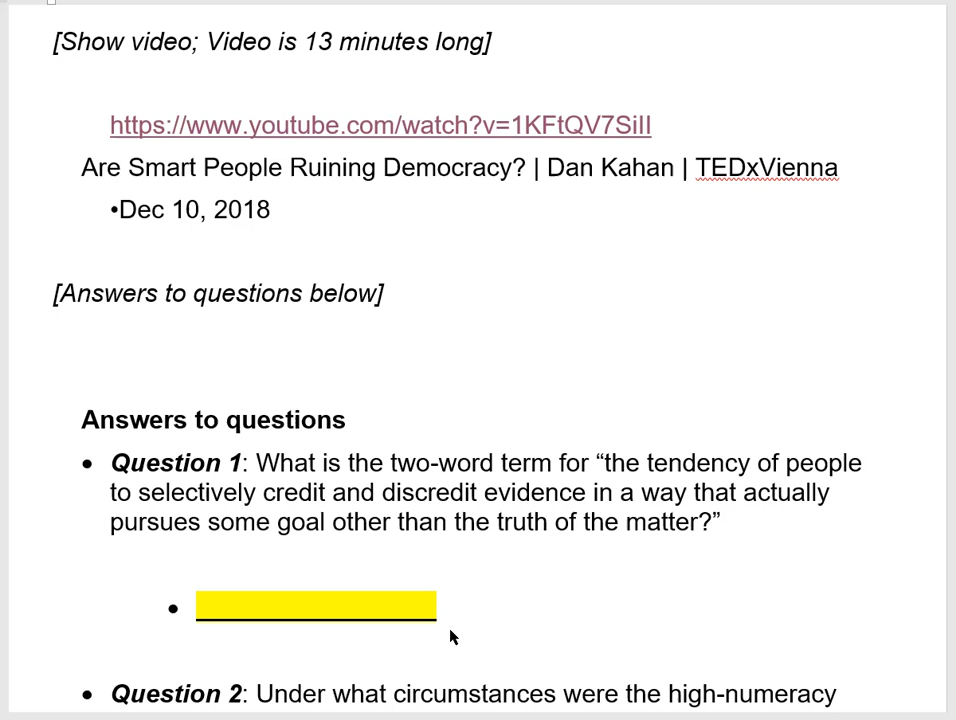 [Show video; Video is 13 minutes long]
https://www.youtube.com/watch?v=1KFtQV7SiII
Are Smart People Ruining Democracy? | Dan Kahan | TEDxVienna
•Dec 10, 2018
[Answers to questions below]
Answers to questions
• Question 1: What is the two-word term for “the tendency of people
to selectively credit and discredit evidence in a way that actually
pursues some goal other than the truth of the matter?”
• Question 2: Under what circumstances were the high-numeracy